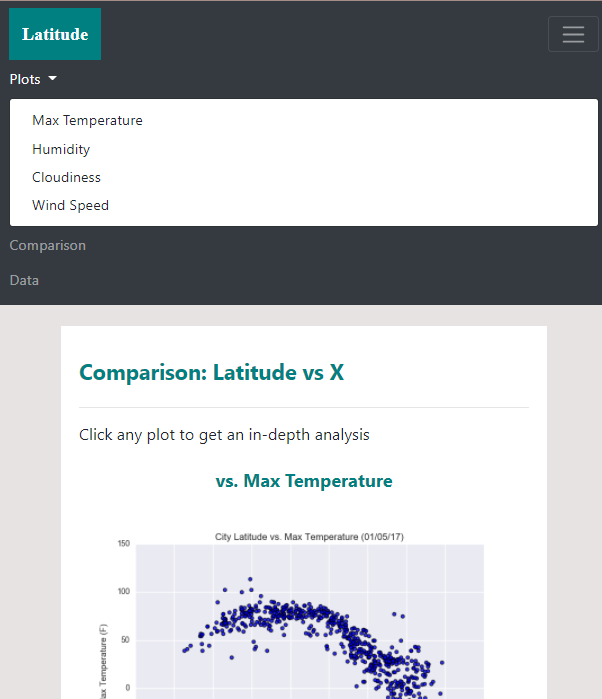 Latitude
Plots
Max Temperature
Humidity
Cloudiness
Wind Speed
Comparison
Data
Comparison: Latitude vs X
Click any plot to get an in-depth analysis
vs. Max Temperature
City Latitude vs. Max Temperature (01/05/17)
150
100
50
0
Temperature (F)